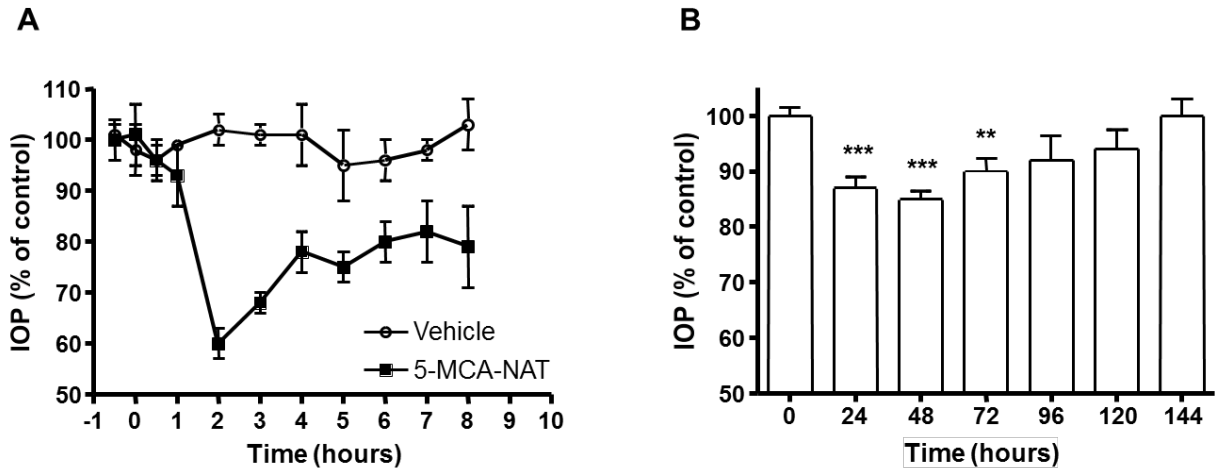 A
IOP (% of control)
110
100
90
80
70
60
50
-1 0 1 2 3 4 5 6 7 8 9 10
Time (hours)
Vehicle
5-MCA-NAT
B
IOP (% of control)
100
90
80
70
60
50
*** *** **
0 24 48 72 96 120 144
Time (hours)